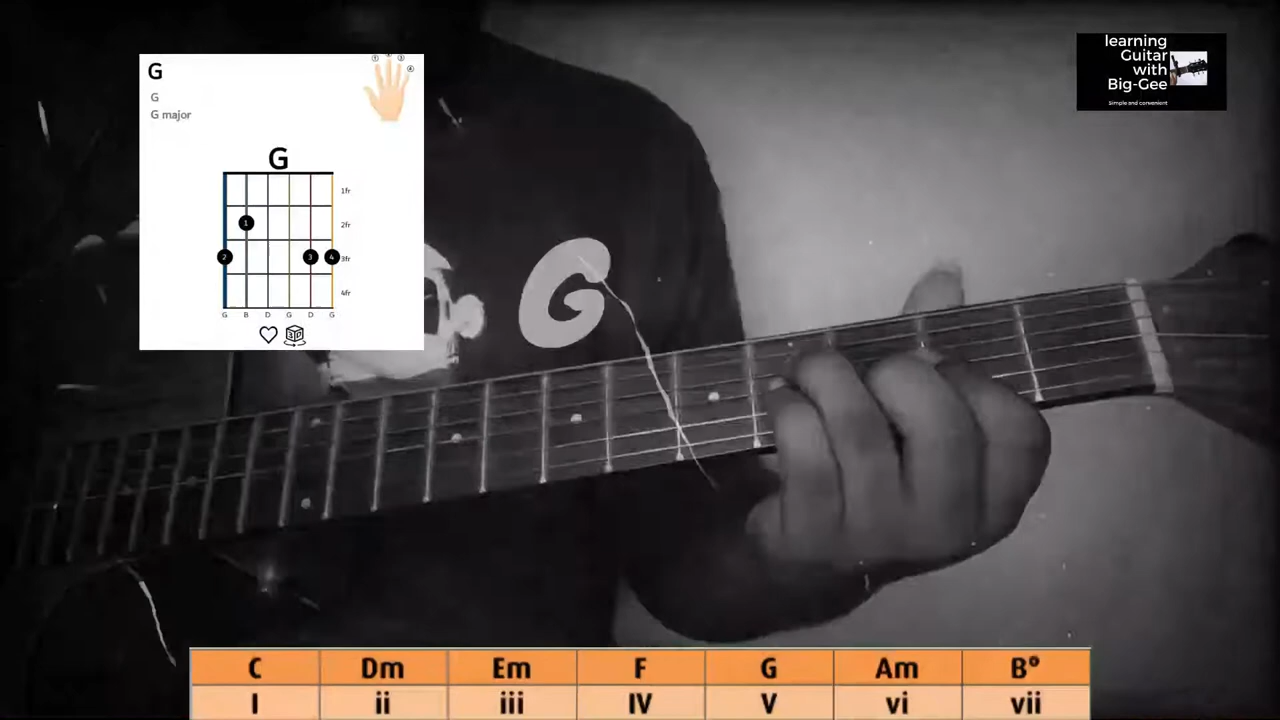 G
G
G major
G
1fr
1
2fr
2
3
4
3fr
4fr
G B D G D G
3D
learning
Guitar
with
Big-Gee
Simple and convenient
G
C Dm Em F G Am B°
I ii iii IV V vi vii